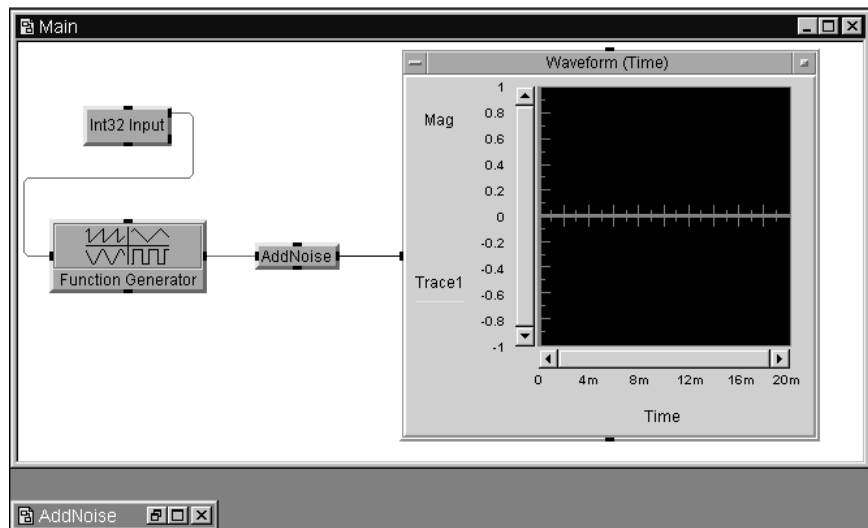 Main
Int32 Input
Function Generator
AddNoise
Waveform (Time)
Mag
Trace1
1
0.8
0.6
0.4
0.2
0
-0.2
-0.4
-0.6
-0.8
-1
0 4m 8m 12m 16m 20m
Time
AddNoise